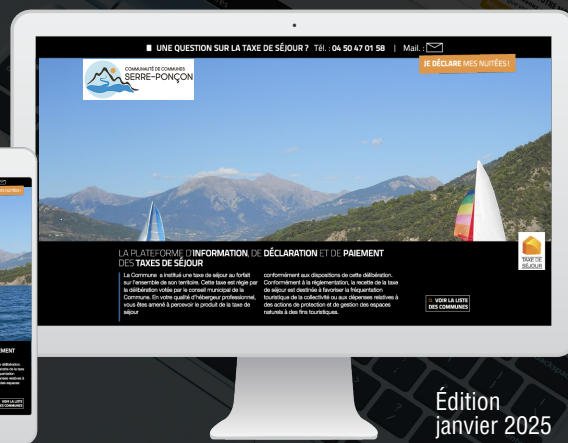 UNE QUESTION SUR LA TAXE DE SÉJOUR ? Tél. : 04 50 47 01 58 | Mail. :
JE DÉCLARE MES NUITÉES !
COMMUNAUTÉ DE COMMUNES
SERRE-PONÇON
LA PLATEFORME D'INFORMATION, DE DÉCLARATION ET DE PAIEMENT
DES TAXES DE SÉJOUR
La Commune a institué une taxe de séjour au forfait
sur l'ensemble de son territoire. Cette taxe est régie par
la délibération votée par le conseil municipal de la
Commune. En votre qualité d'hébergeur professionnel,
vous êtes amené à percevoir le produit de la taxe de
séjour
conformément aux dispositions de cette délibération.
Conformément à la réglementation, la recette de la taxe
de séjour est destinée à favoriser la fréquentation
touristique de la collectivité ou aux dépenses relatives à
des actions de protection et de gestion des espaces
naturels à des fins touristiques.
TAXE DE
SÉJOUR
VOIR LA LISTE
DES COMMUNES
Édition
janvier 2025